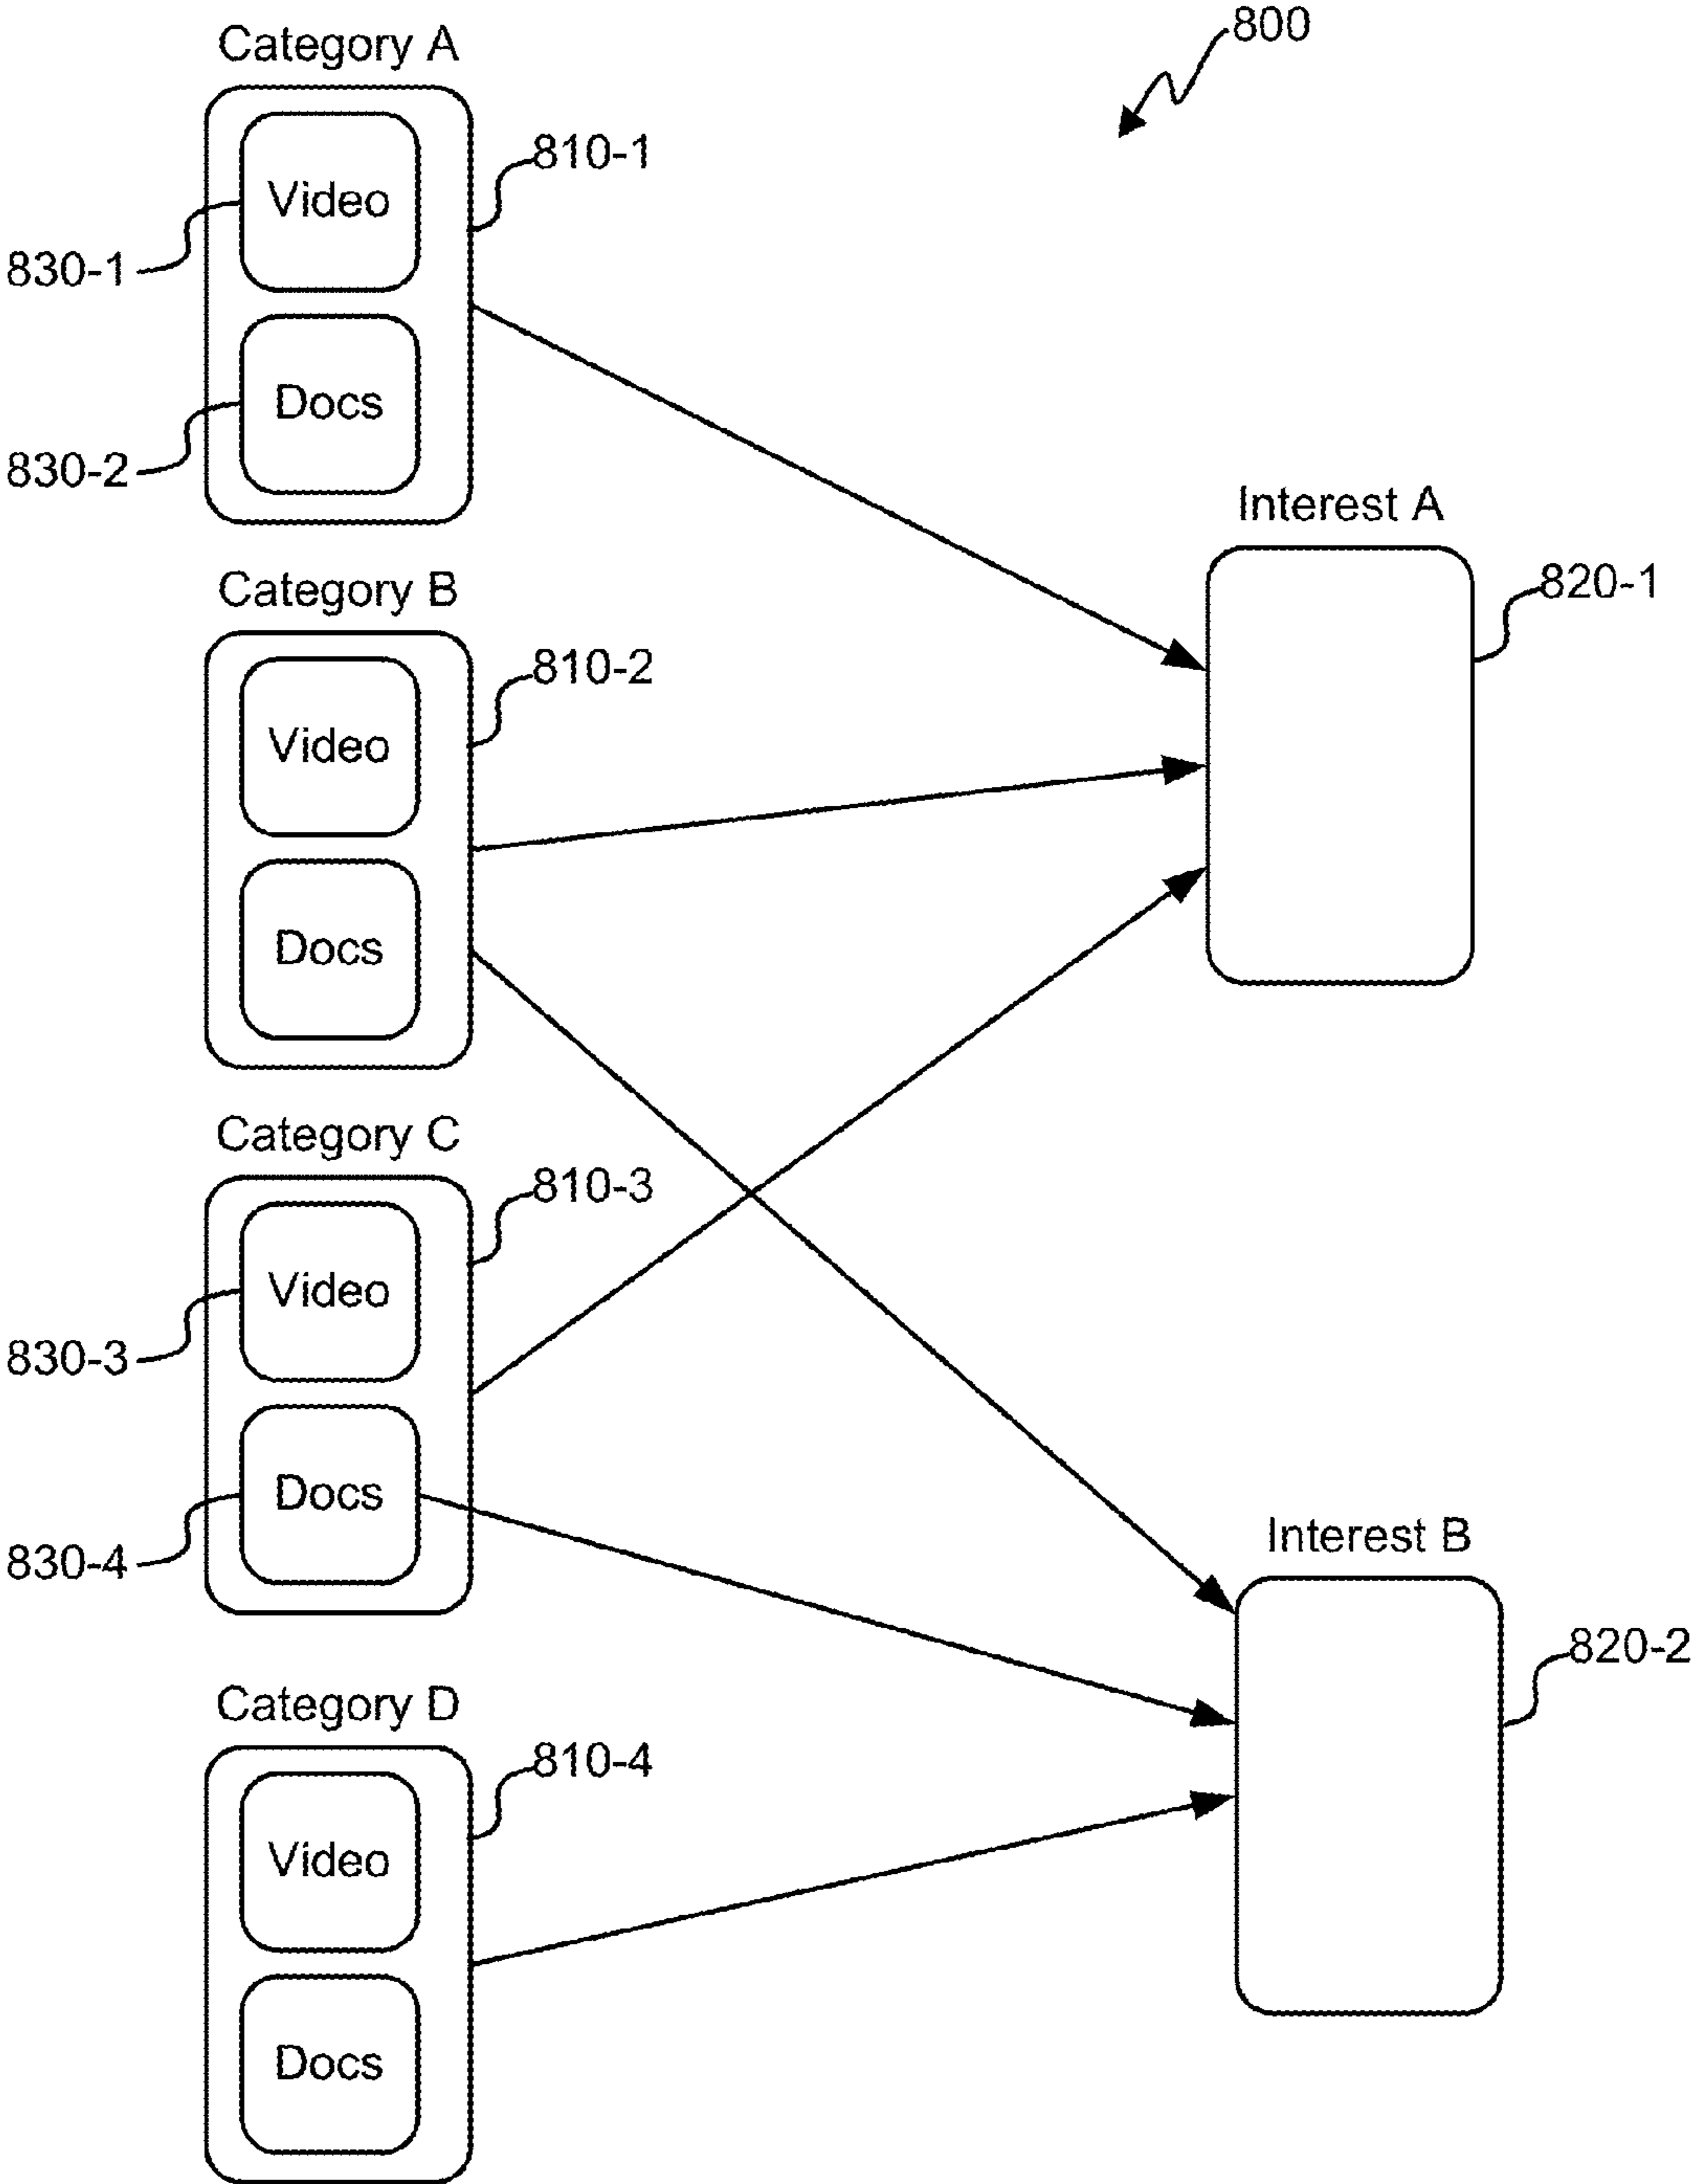 800
Category A
810-1
Video
830-1
Docs
830-2
Interest A
820-1
Category B
810-2
Video
Docs
Category C
810-3
Video
830-3
Docs
830-4
Interest B
820-2
Category D
810-4
Video
Docs